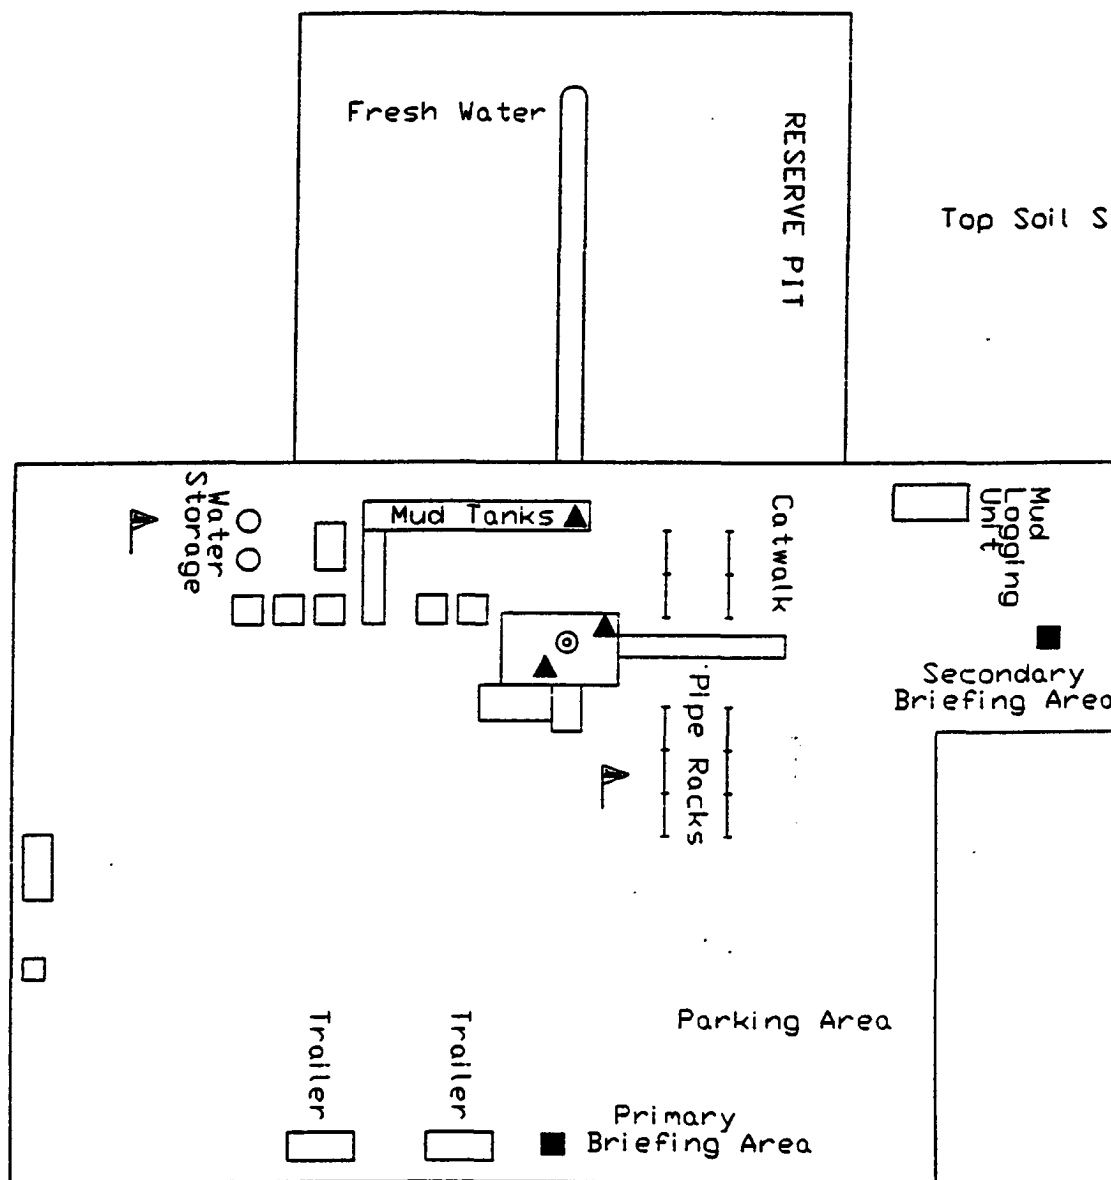 Fresh Water
RESERVE PIT
Top Soil S
Water
Storage
Mud Tanks
Catwalk
Mud
Logging
Unit
Secondary
Briefing Area
Pipe Racks
Parking Area
Trailer
Trailer
Primary
Briefing Area